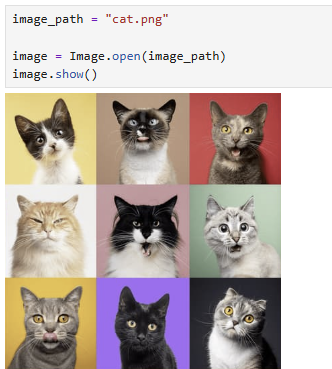 image_path = "cat.png"
image = Image.open(image_path)
image.show()